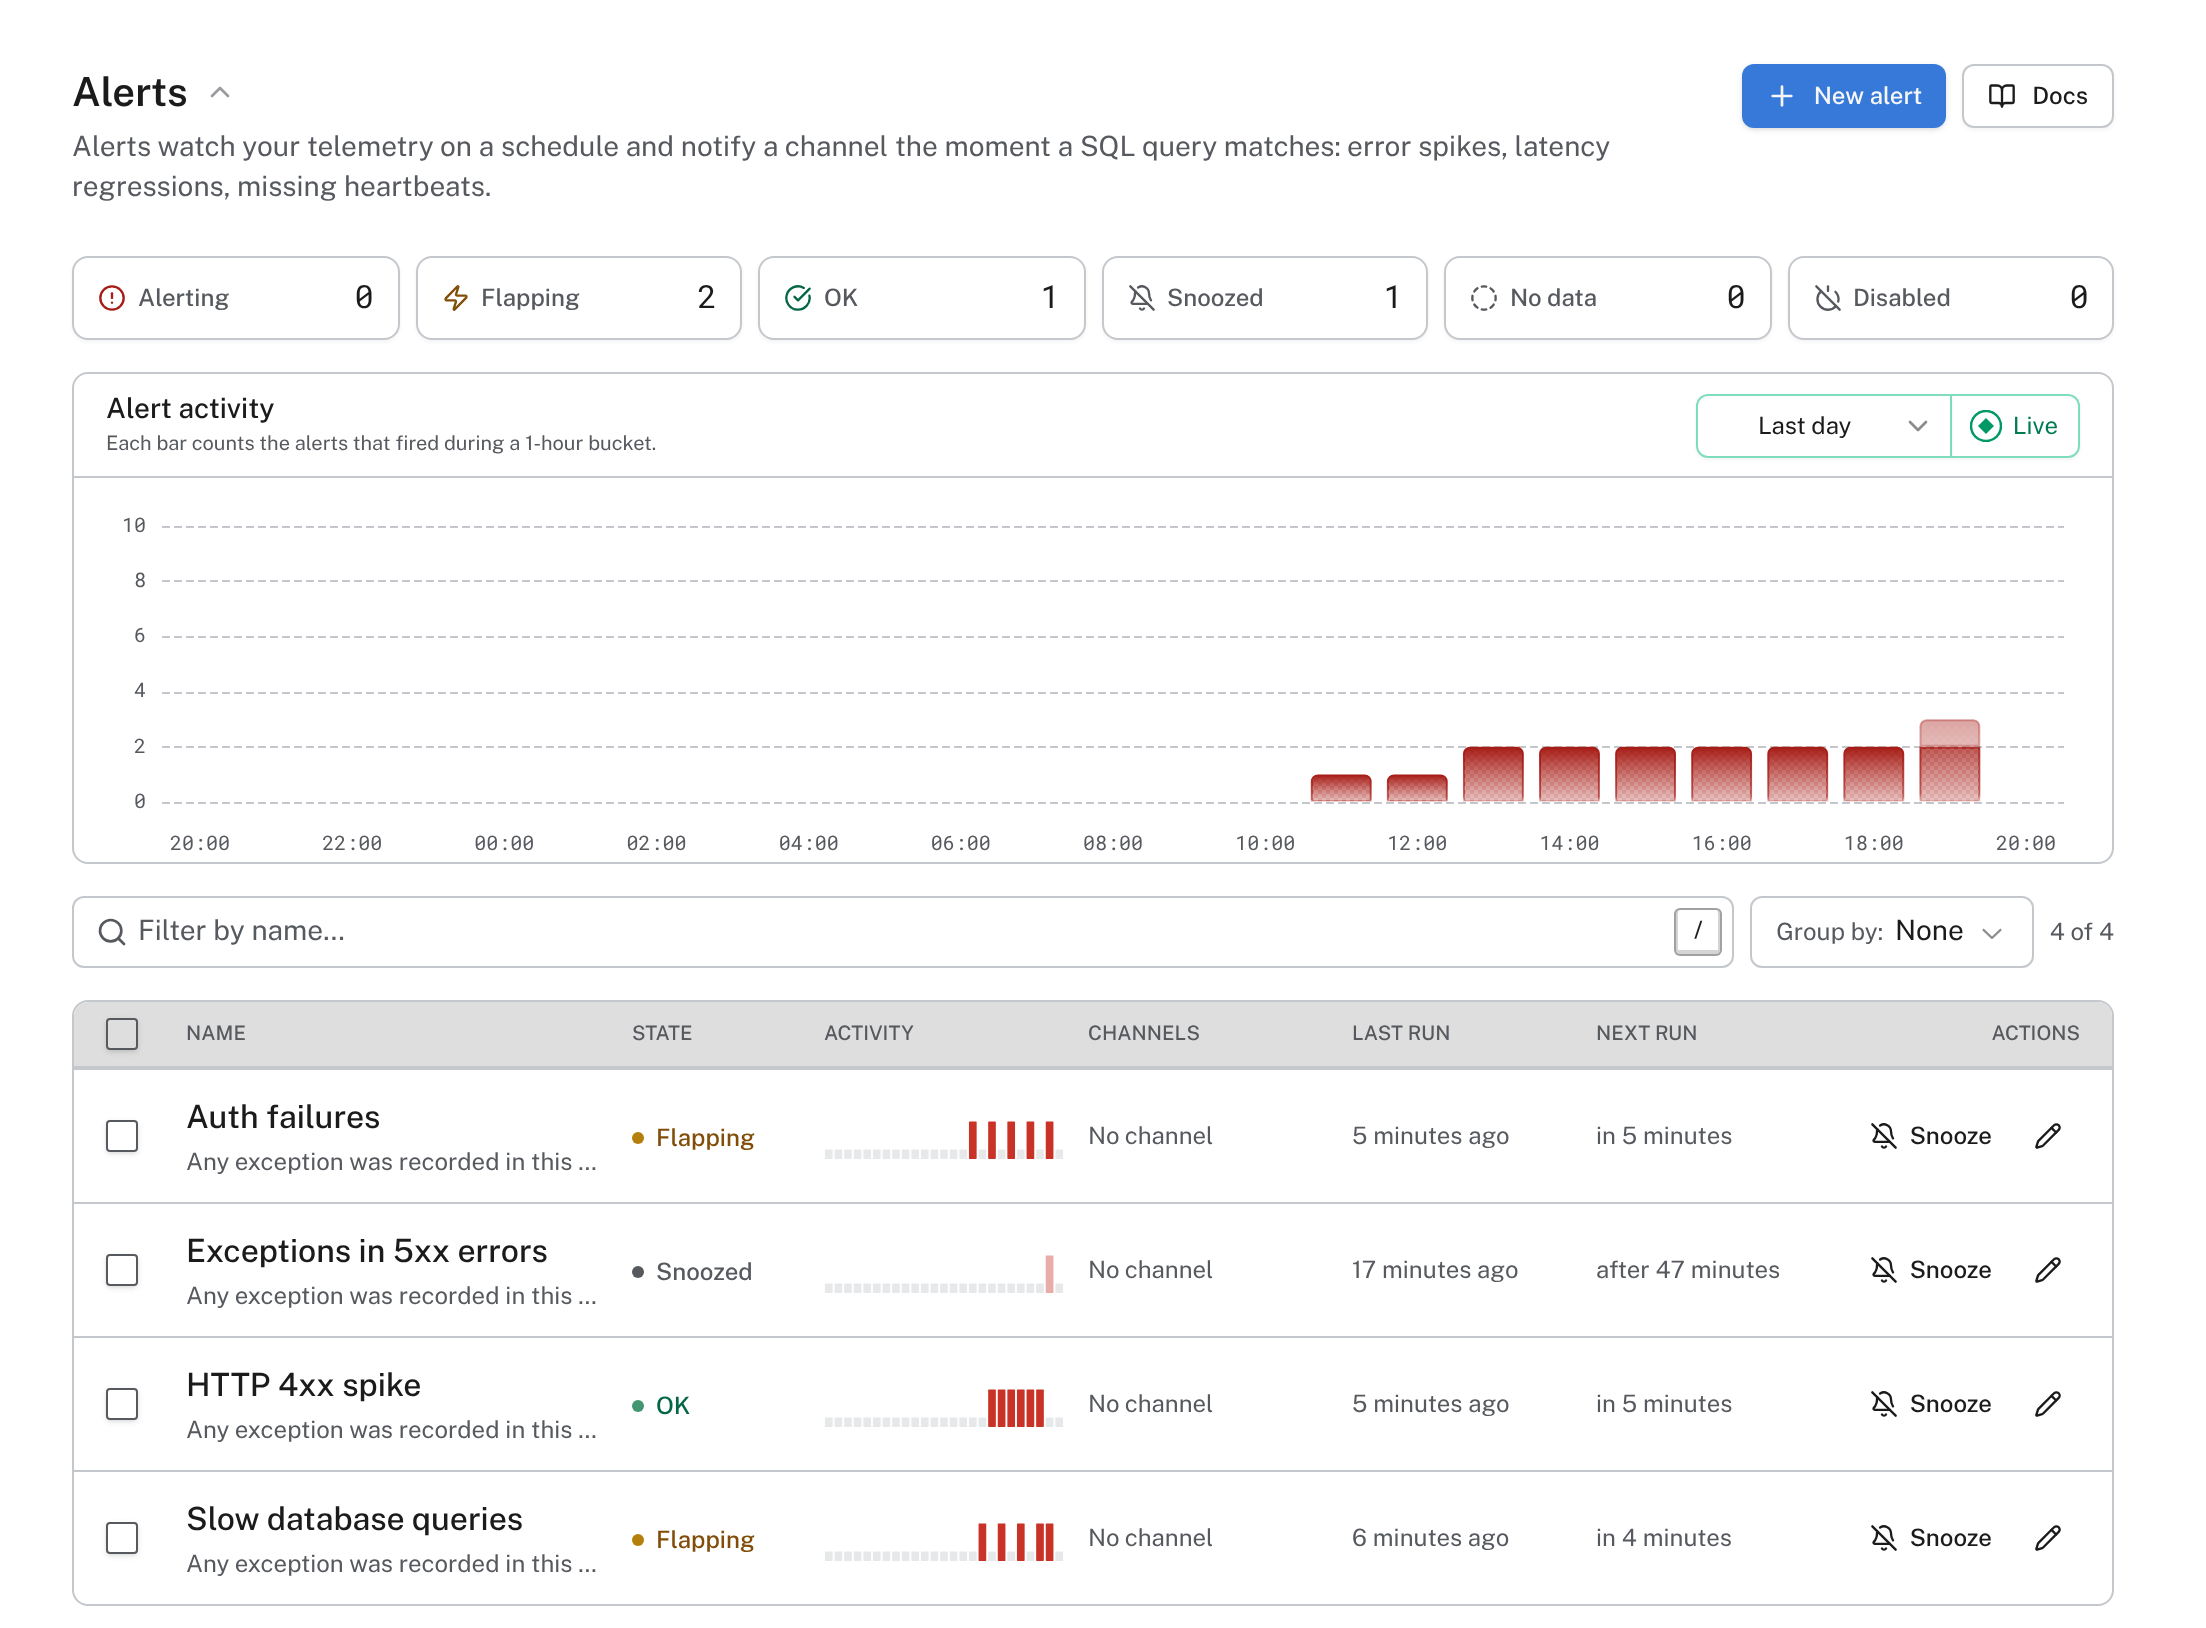 Alerts
New alert
Docs
Alerts watch your telemetry on a schedule and notify a channel the moment a SQL query matches: error spikes, latency
regressions, missing heartbeats.
Alerting 0
Flapping 2
OK 1
Snoozed 1
No data 0
Disabled 0
Alert activity
Each bar counts the alerts that fired during a 1-hour bucket.
Last day
Live
10
8
6
4
2
0
20:00 22:00 00:00 02:00 04:00 06:00 08:00 10:00 12:00 14:00 16:00 18:00 20:00
Filter by name...
/
Group by: None
4 of 4
NAME STATE ACTIVITY CHANNELS LAST RUN NEXT RUN ACTIONS
Auth failures
Any exception was recorded in this ...
Flapping
No channel
5 minutes ago
in 5 minutes
Snooze
Exceptions in 5xx errors
Any exception was recorded in this ...
Snoozed
No channel
17 minutes ago
after 47 minutes
Snooze
HTTP 4xx spike
Any exception was recorded in this ...
OK
No channel
5 minutes ago
in 5 minutes
Snooze
Slow database queries
Any exception was recorded in this ...
Flapping
No channel
6 minutes ago
in 4 minutes
Snooze